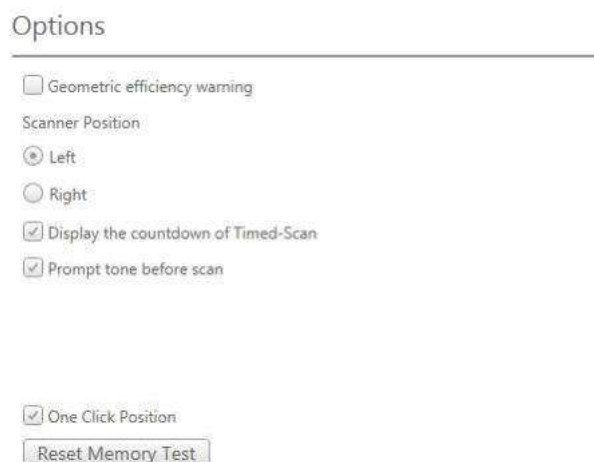 Options
Geometric efficiency warning
Scanner Position
Left
Right
Display the countdown of Timed-Scan
Prompt tone before scan
One Click Position
Reset Memory Test